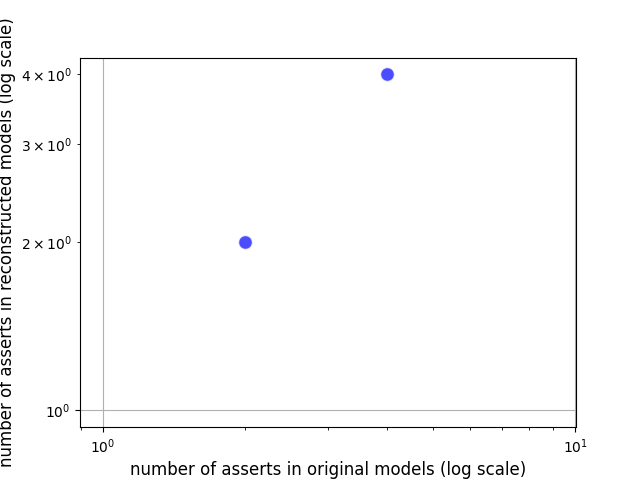 number of asserts in reconstructed models (log scale)
4 × 10⁰
3 × 10⁰
2 × 10⁰
10⁰
10⁰
10¹
number of asserts in original models (log scale)